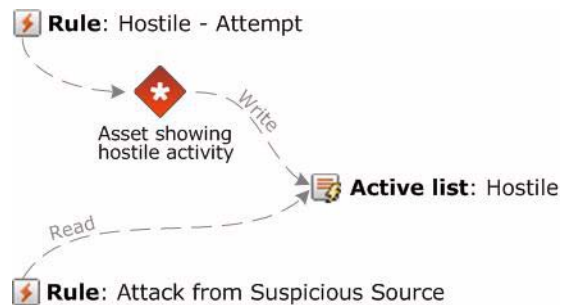 Rule: Hostile - Attempt
Write
Asset showing
hostile activity
Active list: Hostile
Read
Rule: Attack from Suspicious Source